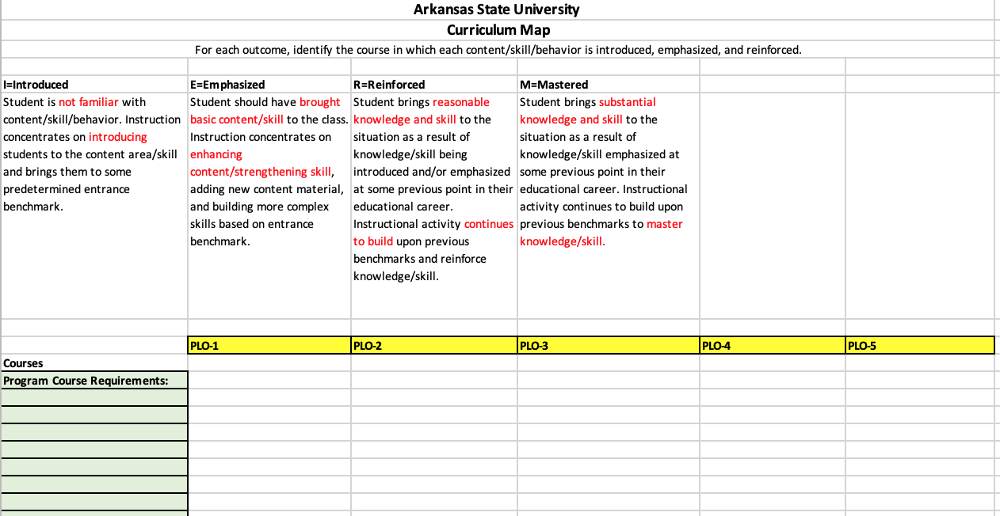 Arkansas State University
Curriculum Map
For each outcome, identify the course in which each content/skill/behavior is introduced, emphasized, and reinforced.
I=Introduced
Student is not familiar with
content/skill/behavior. Instruction
concentrates on introducing
students to the content area/skill
and brings them to some
predetermined entrance
benchmark.
E=Emphasized
Student should have brought
basic content/skill to the class.
Instruction concentrates on
enhancing
content/strengthening skill,
adding new content material,
and building more complex
skills based on entrance
benchmark.
R=Reinforced
Student brings reasonable
knowledge and skill to the
situation as a result of
knowledge/skill being
introduced and/or emphasized
at some previous point in their
educational career.
Instructional activity continues
to build upon previous
benchmarks and reinforce
knowledge/skill.
M=Mastered
Student brings substantial
knowledge and skill to the
situation as a result of
knowledge/skill emphasized at
some previous point in their
educational career. Instructional
activity continues to build upon
previous benchmarks to master
knowledge/skill.
PLO-1 PLO-2 PLO-3 PLO-4 PLO-5
Courses
Program Course Requirements: